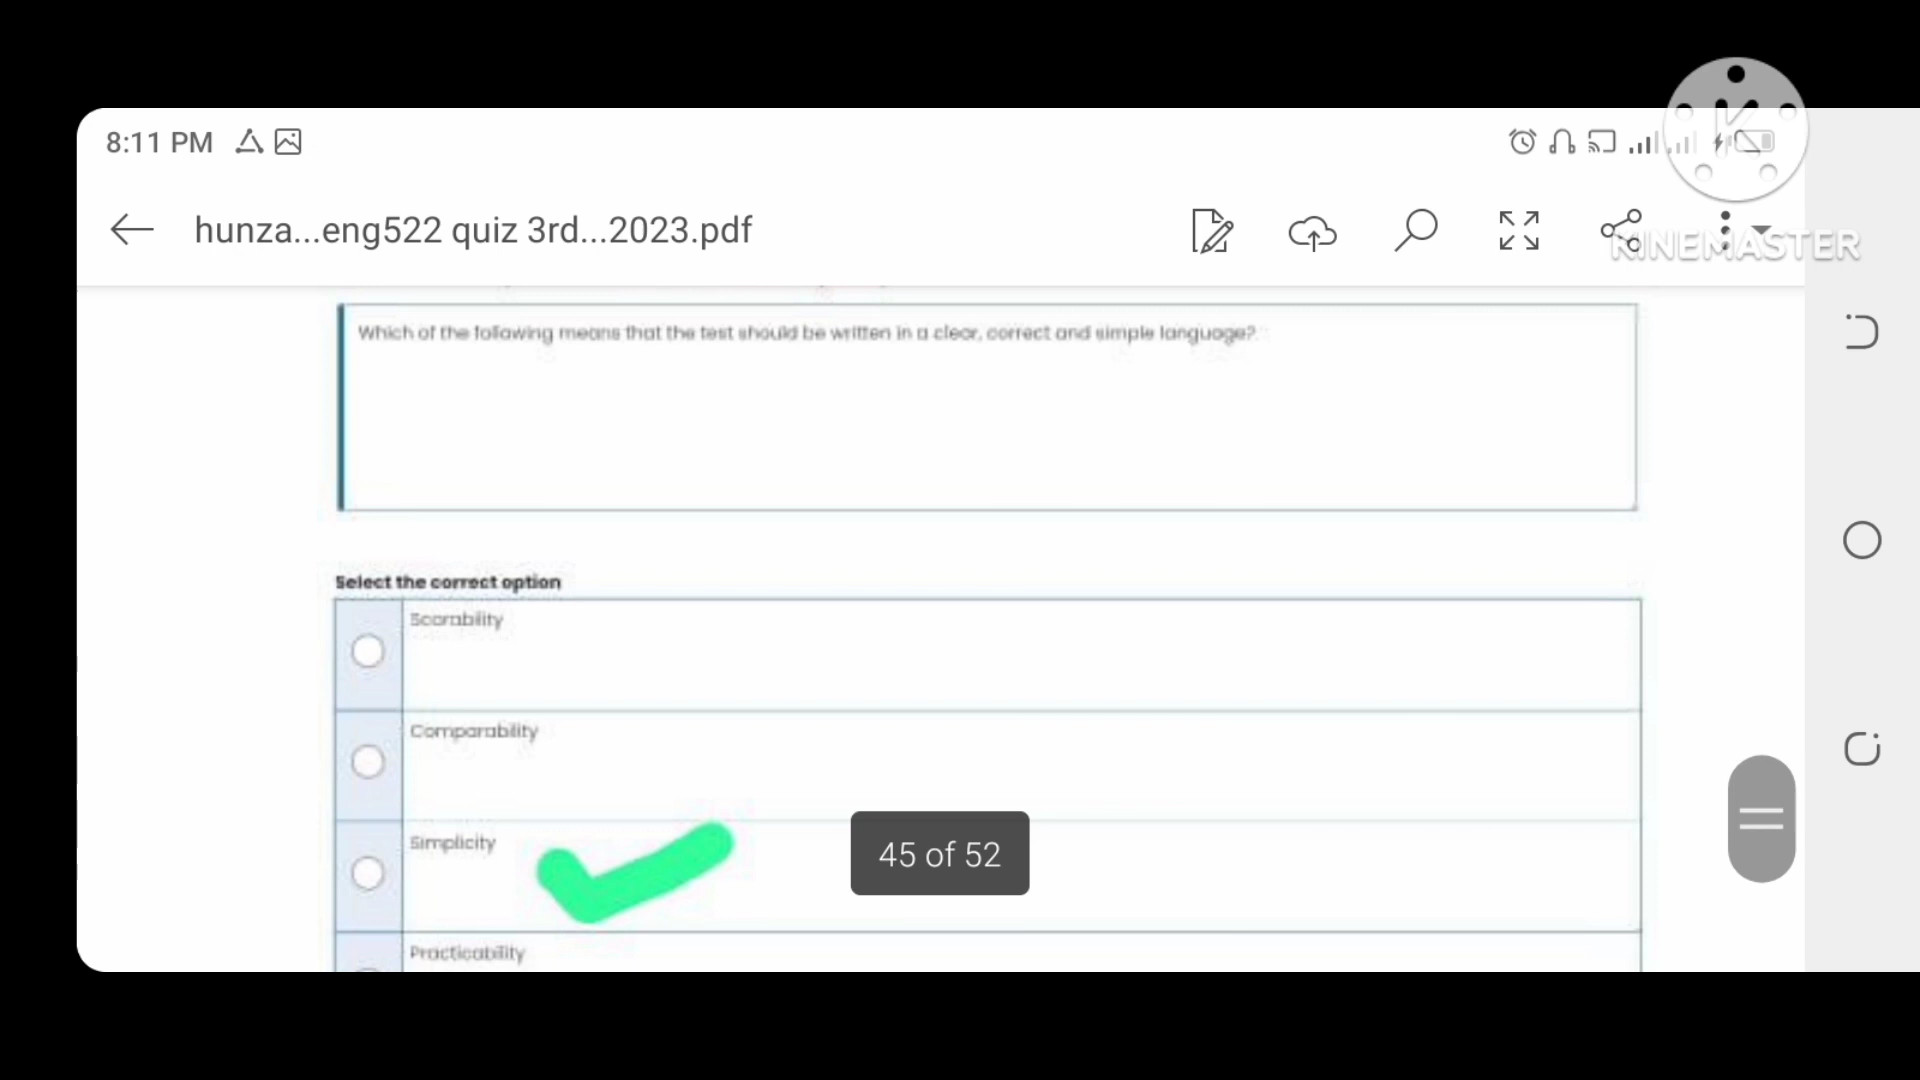 8:11 PM
hunza...eng522 quiz 3rd...2023.pdf
KINEMASTER
Which of the following means that the test should be written in a clear, correct and simple language?
Select the correct option
Scorability
Comparability
Simplicity
45 of 52
Practicability